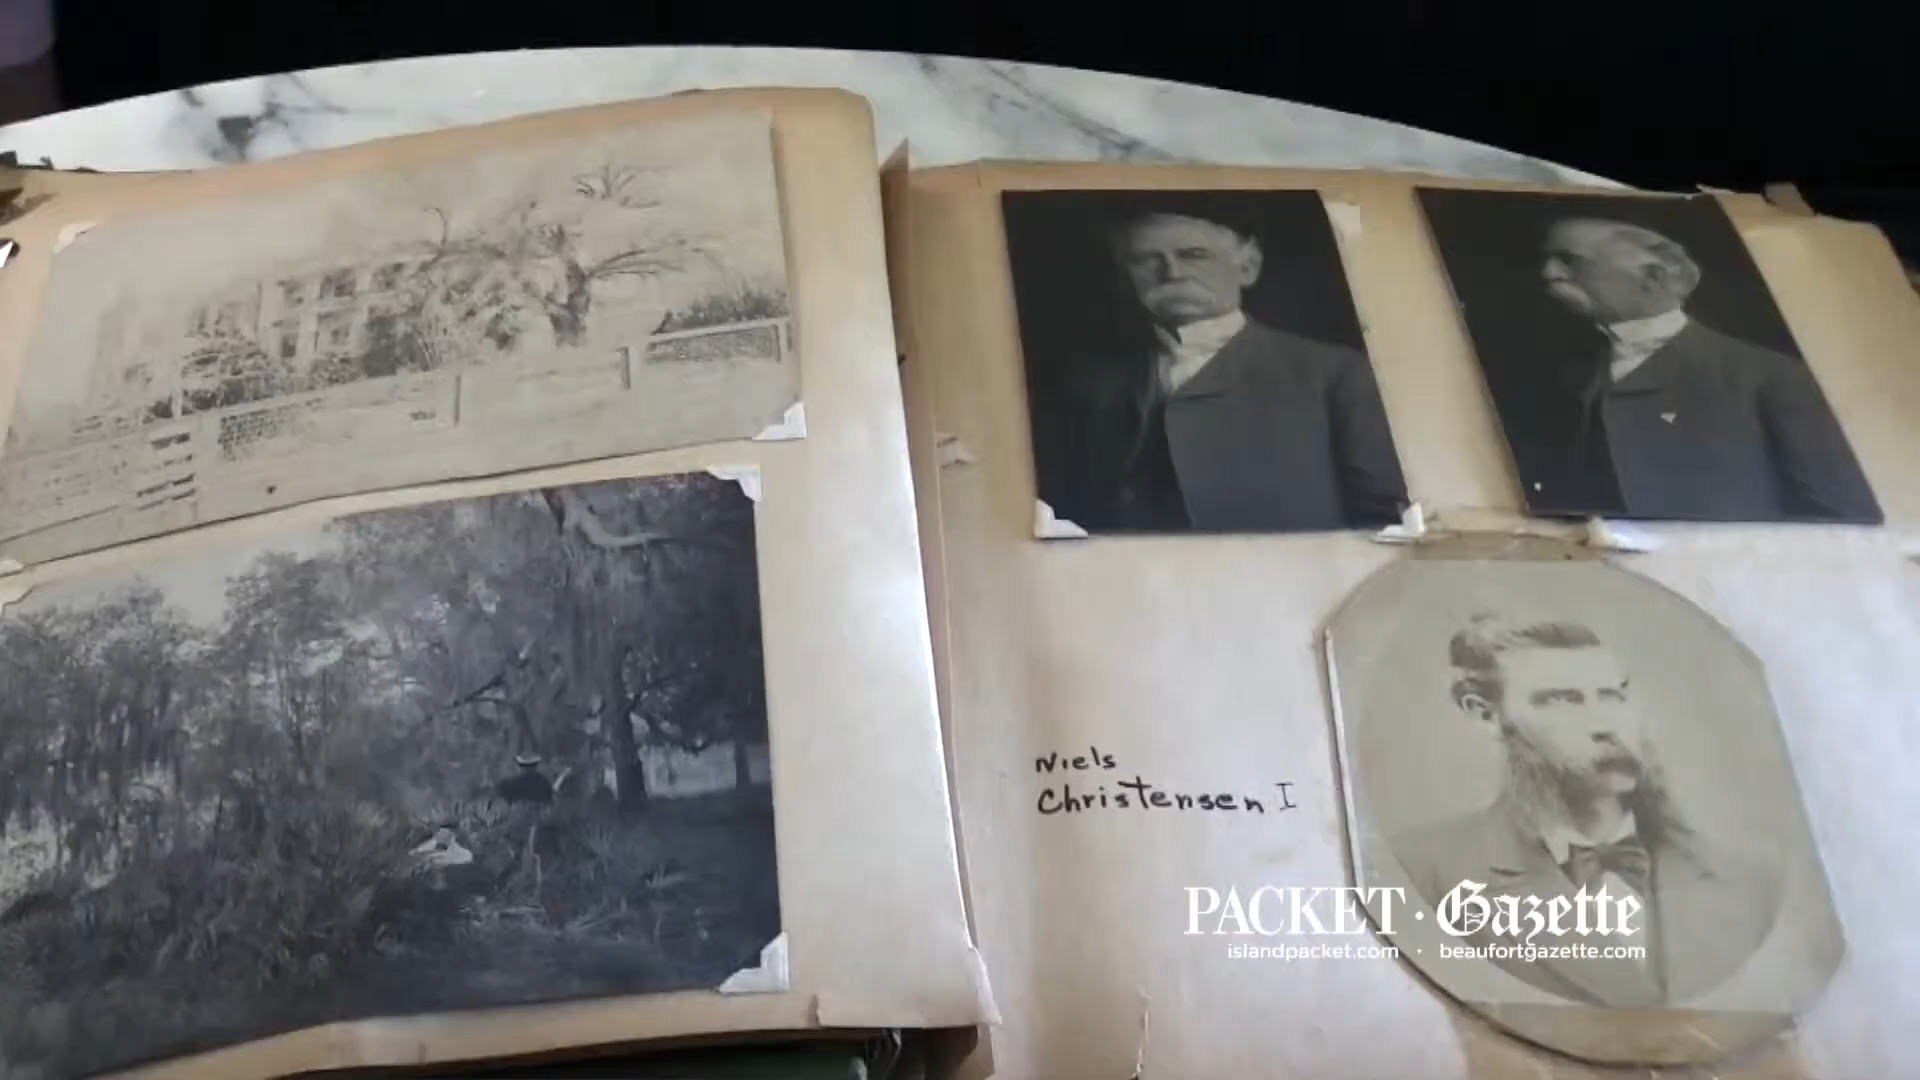 Niels
Christensen I
PACKET · Gazette
islandpacket.com · beaufortgazette.com